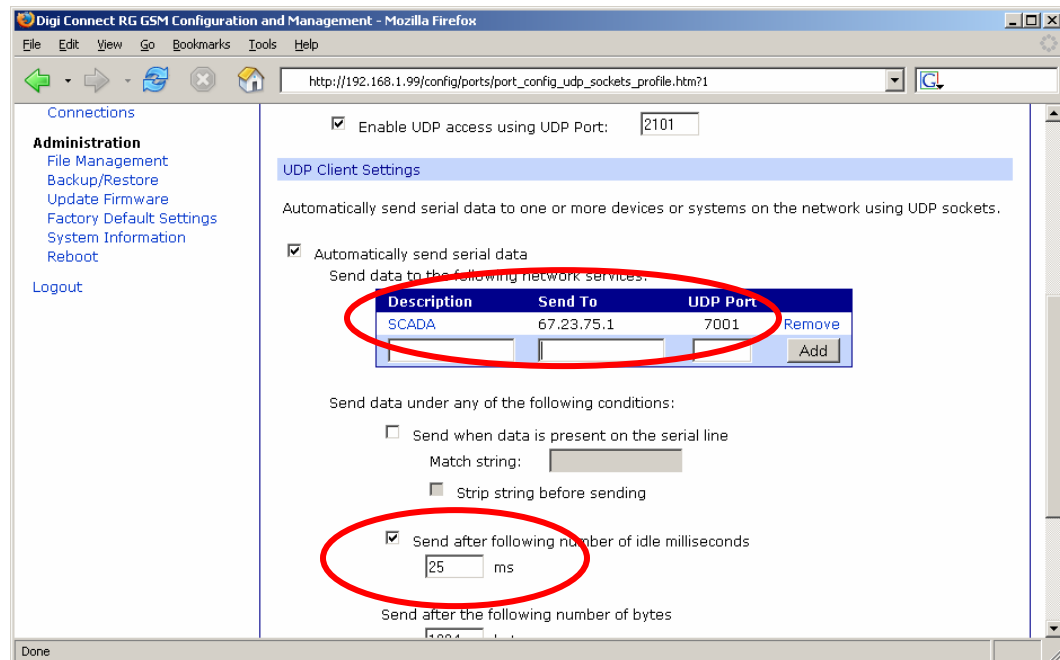 Digi Connect RG GSM Configuration and Management - Mozilla Firefox
File Edit View Go Bookmarks Tools Help
http://192.168.1.99/config/ports/port_config_udp_sockets_profile.htm?1
G
Connections
Administration
File Management
Backup/Restore
Update Firmware
Factory Default Settings
System Information
Reboot
Logout
Enable UDP access using UDP Port: 2101
UDP Client Settings
Automatically send serial data to one or more devices or systems on the network using UDP sockets.
Automatically send serial data
Send data to the following network services:
Description Send To UDP Port
SCADA 67.23.75.1 7001 Remove
Add
Send data under any of the following conditions:
Send when data is present on the serial line
Match string:
Strip string before sending
Send after following number of idle milliseconds
25 ms
Send after the following number of bytes
Done